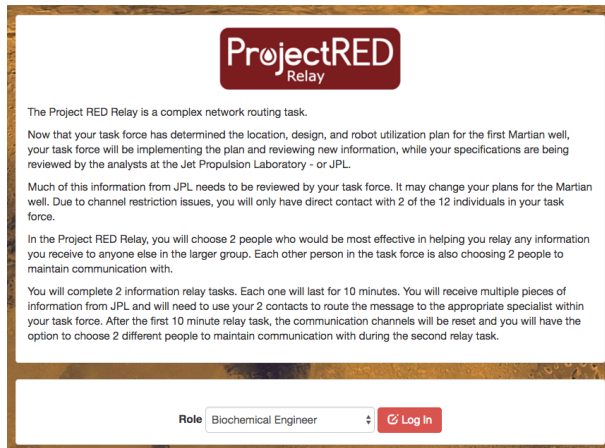 ProjectRED
Relay
The Project RED Relay is a complex network routing task.
Now that your task force has determined the location, design, and robot utilization plan for the first Martian well,
your task force will be implementing the plan and reviewing new information, while your specifications are being
reviewed by the analysts at the Jet Propulsion Laboratory - or JPL.
Much of this information from JPL needs to be reviewed by your task force. It may change your plans for the Martian
well. Due to channel restriction issues, you will only have direct contact with 2 of the 12 individuals in your task
force.
In the Project RED Relay, you will choose 2 people who would be most effective in helping you relay any information
you receive to anyone else in the larger group. Each other person in the task force is also choosing 2 people to
maintain communication with.
You will complete 2 information relay tasks. Each one will last for 10 minutes. You will receive multiple pieces of
information from JPL and will need to use your 2 contacts to route the message to the appropriate specialist within
your task force. After the first 10 minute relay task, the communication channels will be reset and you will have the
option to choose 2 different people to maintain communication with during the second relay task.
Role Biochemical Engineer Log In